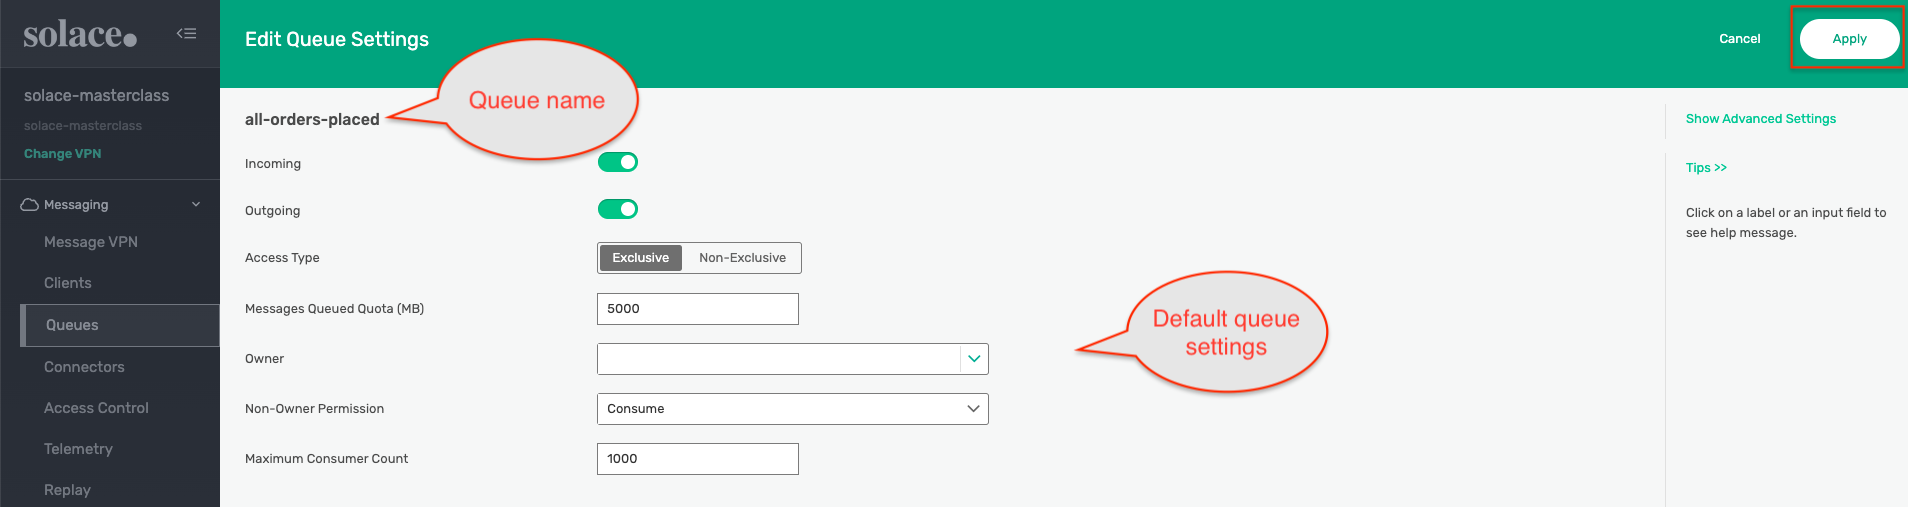 solace.
Edit Queue Settings
Cancel
Apply
solace-masterclass
solace-masterclass
Change VPN
Messaging
Message VPN
Clients
Queues
Connectors
Access Control
Telemetry
Replay
Queue name
all-orders-placed
Incoming
Outgoing
Access Type
Exclusive Non-Exclusive
Messages Queued Quota (MB)
5000
Owner
Non-Owner Permission
Consume
Maximum Consumer Count
1000
Default queue
settings
Show Advanced Settings
Tips >>
Click on a label or an input field to
see help message.